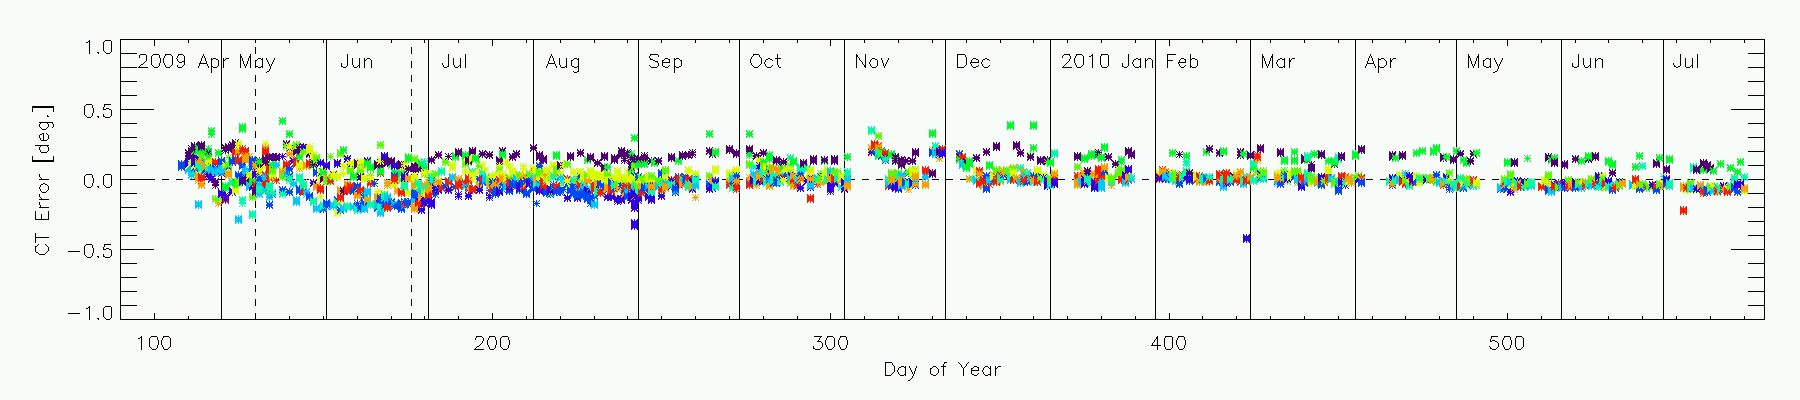 1.0
2009 Apr May Jun Jul Aug Sep Oct Nov Dec 2010 Jan Feb Mar Apr May Jun Jul
0.5
0.0
−0.5
−1.0
CT Error [deg.]
100 200 300 400 500
Day of Year